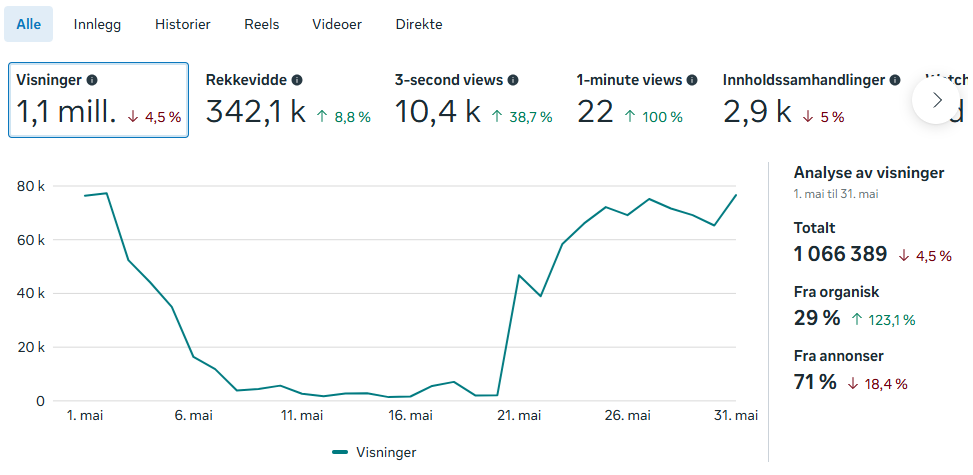 Alle Innlegg Historier Reels Videoer Direkte
Visninger Rekkevidde 3-second views 1-minute views Innholdssamhandlinger
1,1 mill. ↓ 4,5 % 342,1 k ↑ 8,8 % 10,4 k ↑ 38,7 % 22 ↑ 100 % 2,9 k ↓ 5 %
Analyse av visninger
1. mai til 31. mai
Totalt
1 066 389 ↓ 4,5 %
Fra organisk
29 % ↑ 123,1 %
Fra annonser
71 % ↓ 18,4 %
80 k
60 k
40 k
20 k
0
1. mai 6. mai 11. mai 16. mai 21. mai 26. mai 31. mai
Visninger